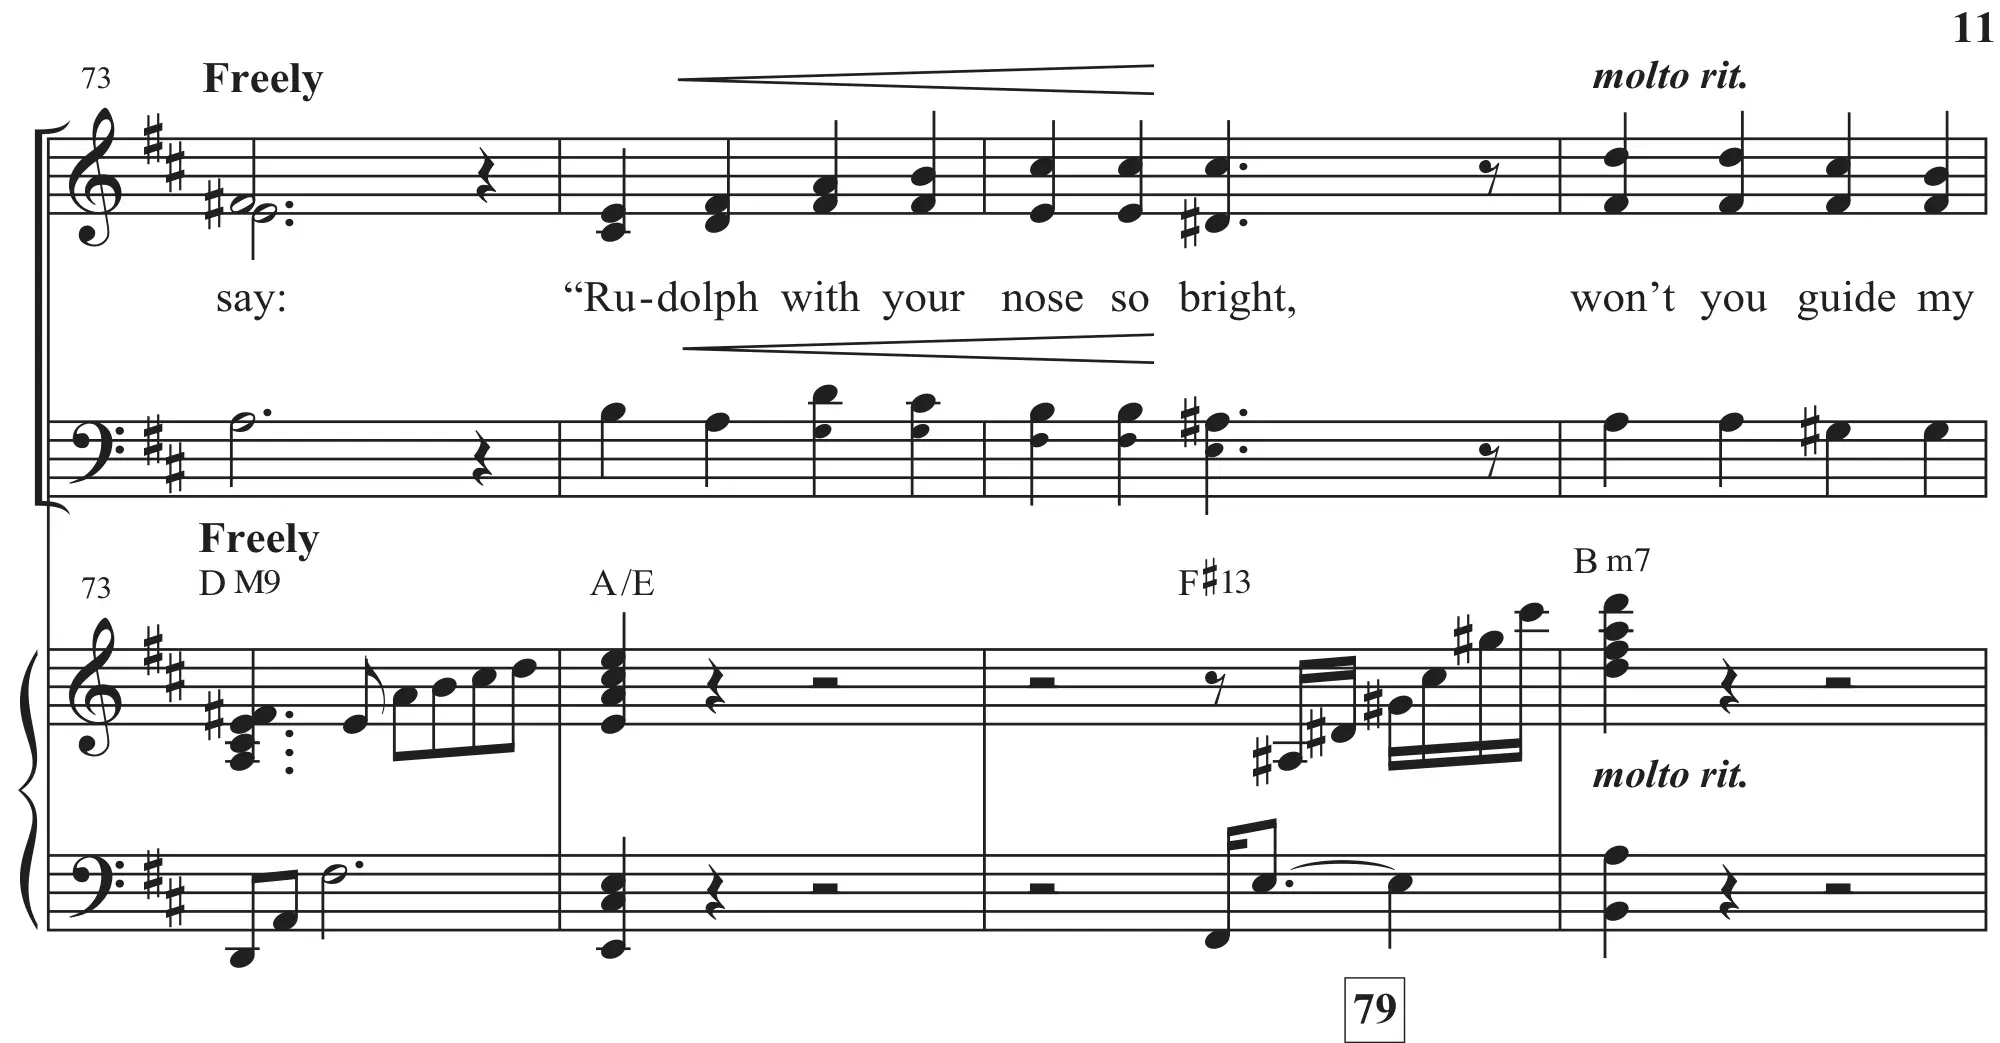 11
73 Freely molto rit.
say: “Ru-dolph with your nose so bright, won’t you guide my
Freely
73 D M9 A/E F♯13 B m7
molto rit.
79